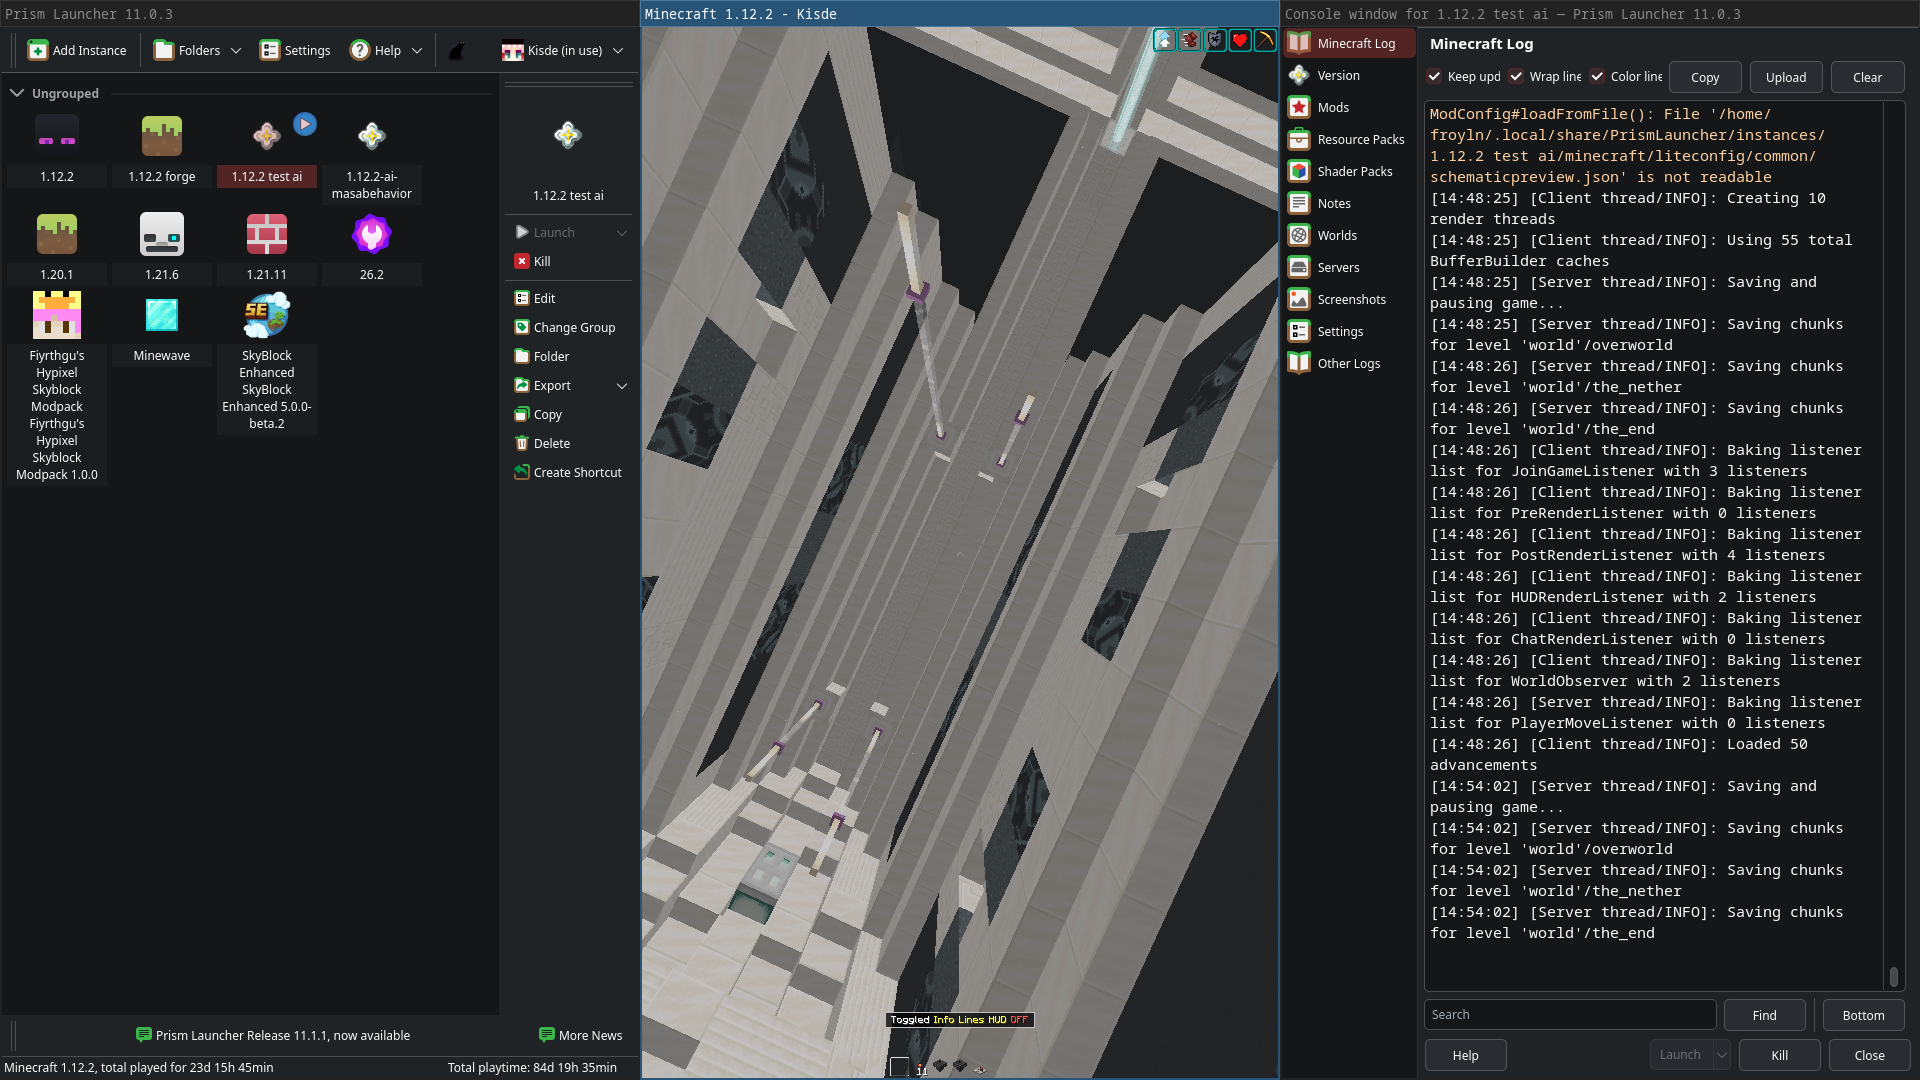 Prism Launcher 11.0.3
Add Instance
Folders
Settings
Help
Kisde (in use)
Ungrouped
1.12.2
1.12.2 forge
1.12.2 test ai
1.12.2-ai-
masabehavior
1.20.1
1.21.6
1.21.11
26.2
Fiyrthgu's
Hypixel
Skyblock
Modpack
Fiyrthgu's
Hypixel
Skyblock
Modpack 1.0.0
Minewave
SE
SkyBlock
Enhanced
SkyBlock
Enhanced 5.0.0-
beta.2
1.12.2 test ai
Launch
Kill
Edit
Change Group
Folder
Export
Copy
Delete
Create Shortcut
Prism Launcher Release 11.1.1, now available
More News
Minecraft 1.12.2, total played for 23d 15h 45min
Total playtime: 84d 19h 35min
Minecraft 1.12.2 - Kisde
Toggled Info Lines HUD OFF
11
Console window for 1.12.2 test ai — Prism Launcher 11.0.3
Minecraft Log
Version
Mods
Resource Packs
Shader Packs
Notes
Worlds
Servers
Screenshots
Settings
Other Logs
Minecraft Log
Keep upd
Wrap line
Color line
Copy
Upload
Clear
ModConfig#loadFromFile(): File '/home/
froyln/.local/share/PrismLauncher/instances/
1.12.2 test ai/minecraft/liteconfig/common/
schematicpreview.json' is not readable
[14:48:25] [Client thread/INFO]: Creating 10
render threads
[14:48:25] [Client thread/INFO]: Using 55 total
BufferBuilder caches
[14:48:25] [Server thread/INFO]: Saving and
pausing game...
[14:48:25] [Server thread/INFO]: Saving chunks
for level 'world'/overworld
[14:48:26] [Server thread/INFO]: Saving chunks
for level 'world'/the_nether
[14:48:26] [Server thread/INFO]: Saving chunks
for level 'world'/the_end
[14:48:26] [Client thread/INFO]: Baking listener
list for JoinGameListener with 3 listeners
[14:48:26] [Client thread/INFO]: Baking listener
list for PreRenderListener with 0 listeners
[14:48:26] [Client thread/INFO]: Baking listener
list for PostRenderListener with 4 listeners
[14:48:26] [Client thread/INFO]: Baking listener
list for HUDRenderListener with 2 listeners
[14:48:26] [Client thread/INFO]: Baking listener
list for ChatRenderListener with 0 listeners
[14:48:26] [Client thread/INFO]: Baking listener
list for WorldObserver with 2 listeners
[14:48:26] [Server thread/INFO]: Baking listener
list for PlayerMoveListener with 0 listeners
[14:48:26] [Client thread/INFO]: Loaded 50
advancements
[14:54:02] [Server thread/INFO]: Saving and
pausing game...
[14:54:02] [Server thread/INFO]: Saving chunks
for level 'world'/overworld
[14:54:02] [Server thread/INFO]: Saving chunks
for level 'world'/the_nether
[14:54:02] [Server thread/INFO]: Saving chunks
for level 'world'/the_end
Search
Find
Bottom
Help
Launch
Kill
Close